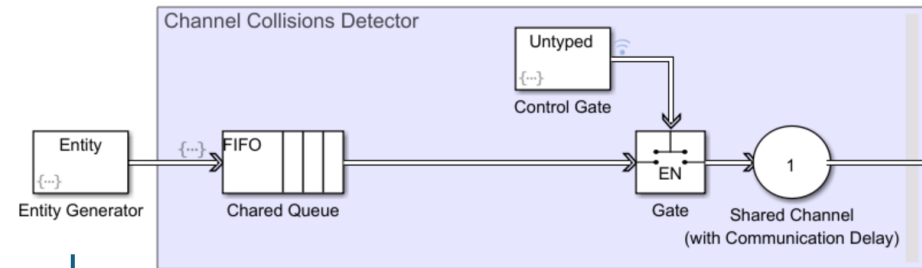 Channel Collisions Detector
Untyped
{...}
Control Gate
Entity
{...}
Entity Generator
{...}
FIFO
Chared Queue
EN
Gate
1
Shared Channel
(with Communication Delay)